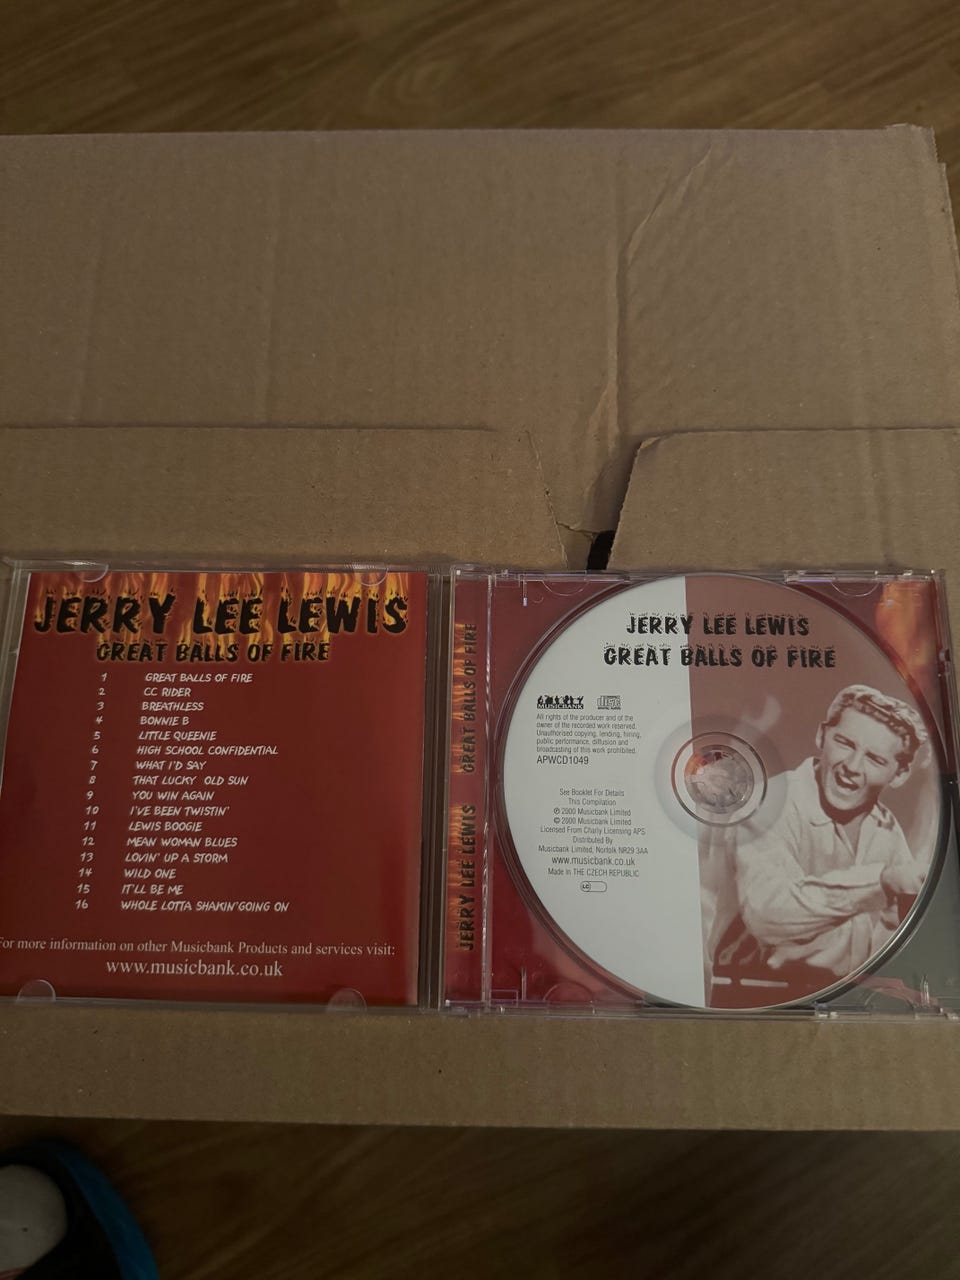 JERRY LEE LEWIS
GREAT BALLS OF FIRE
1 GREAT BALLS OF FIRE
2 CC RIDER
3 BREATHLESS
4 BONNIE B
5 LITTLE QUEENIE
6 HIGH SCHOOL CONFIDENTIAL
7 WHAT I'D SAY
8 THAT LUCKY OLD SUN
9 YOU WIN AGAIN
10 I'VE BEEN TWISTIN'
11 LEWIS BOOGIE
12 MEAN WOMAN BLUES
13 LOVIN' UP A STORM
14 WILD ONE
15 IT'LL BE ME
16 WHOLE LOTTA SHAKIN' GOING ON
For more information on other Musicbank Products and services visit:
www.musicbank.co.uk
JERRY LEE LEWIS GREAT BALLS OF FIRE
JERRY LEE LEWIS
GREAT BALLS OF FIRE
MUSICBANK
All rights of the producer and of the
owner of the recorded work reserved.
Unauthorised copying, lending, hiring,
public performance, diffusion and
broadcasting of this work prohibited.
APWCD1049
See Booklet For Details
This Compilation
℗ 2000 Musicbank Limited
© 2000 Musicbank Limited
Licensed From Charly Licensing APS
Distributed By
Musicbank Limited, Norfolk NR29 3AA
www.musicbank.co.uk
Made in THE CZECH REPUBLIC
LC